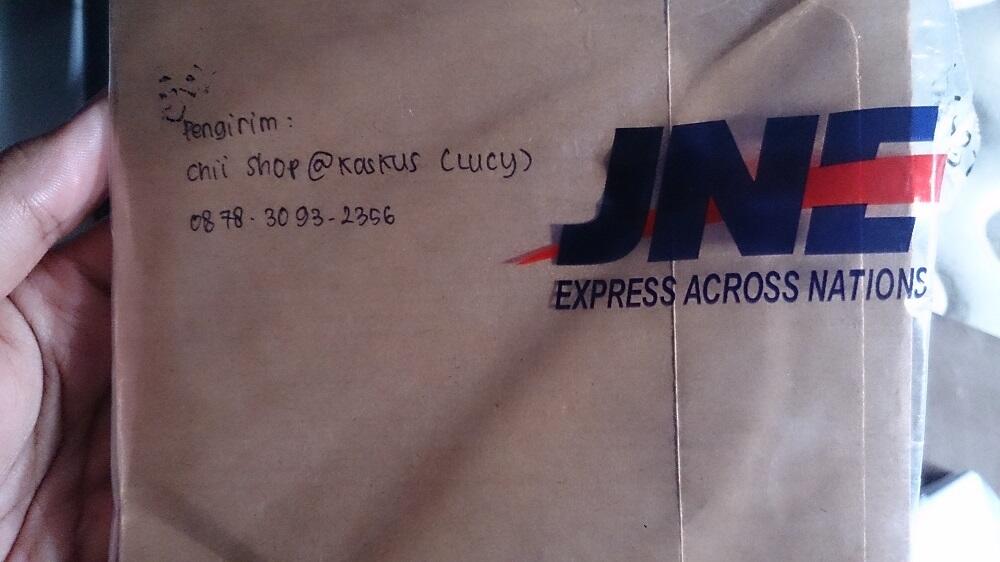 Pengirim :
Chii Shop @Kaskus (Lucy)
0878-3093-2356
JNE
EXPRESS ACROSS NATIONS